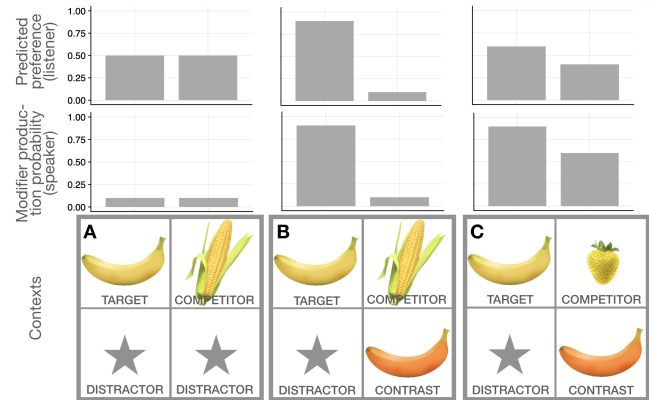 Predicted
preference
(listener)
1.00
0.75
0.50
0.25
0.00
Modifier produc-
tion probability
(speaker)
1.00
0.75
0.50
0.25
0.00
Contexts
A
TARGET
COMPETITOR
DISTRACTOR
DISTRACTOR
B
TARGET
COMPETITOR
DISTRACTOR
CONTRAST
C
TARGET
COMPETITOR
DISTRACTOR
CONTRAST